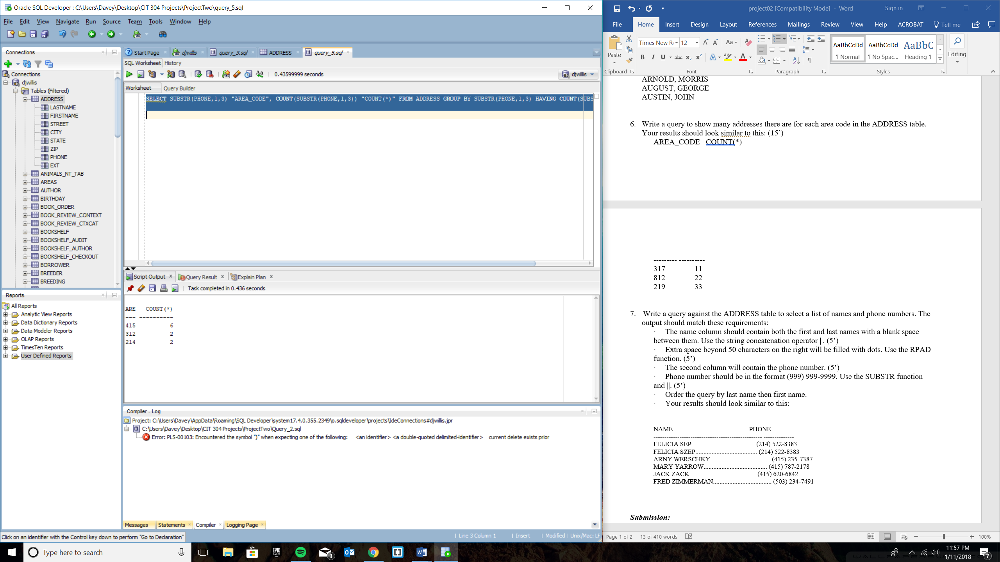 Oracle SQL Developer : C:\Users\Davey\Desktop\CIT 304 Projects\ProjectTwo\query_5.sql
File Edit View Navigate Run Source Team Tools Window Help
Connections
Connections
djwillis
Tables (Filtered)
ADDRESS
LASTNAME
FIRSTNAME
STREET
CITY
STATE
ZIP
PHONE
EXT
ANIMALS_NT_TAB
AREAS
AUTHOR
BIRTHDAY
BOOK_ORDER
BOOK_REVIEW_CONTEXT
BOOK_REVIEW_CTXCAT
BOOKSHELF
BOOKSHELF_AUDIT
BOOKSHELF_AUTHOR
BOOKSHELF_CHECKOUT
BORROWER
BREEDER
BREEDING
Reports
All Reports
Analytic View Reports
Data Dictionary Reports
Data Modeler Reports
OLAP Reports
TimesTen Reports
User Defined Reports
Start Page djwillis query_3.sql ADDRESS query_5.sql
SQL Worksheet History
0.43599999 seconds
djwillis
Worksheet Query Builder
SELECT SUBSTR(PHONE,1,3) "AREA_CODE", COUNT(SUBSTR(PHONE,1,3)) "COUNT(*)" FROM ADDRESS GROUP BY SUBSTR(PHONE,1,3) HAVING COUNT(SUBS
Script Output Query Result Explain Plan
Task completed in 0.436 seconds
ARE COUNT(*)
--- ----------
415 6
312 2
214 2
Compiler - Log
Project: C:\Users\Davey\AppData\Roaming\SQL Developer\system17.4.0.355.2349\o.sqldeveloper\projects\IdeConnections#djwillis.jpr
C:\Users\Davey\Desktop\CIT 304 Projects\ProjectTwo\Query_2.sql
Error: PLS-00103: Encountered the symbol ")" when expecting one of the following: <an identifier> <a double-quoted delimited-identifier> current delete exists prior
Messages Statements Compiler Logging Page
Click on an identifier with the Control key down to perform "Go to Declaration"
Line 3 Column 1 Insert Modified Unix/Mac: LF
project02 [Compatibility Mode] - Word Sign in
File Home Insert Design Layout References Mailings Review View Help ACROBAT Tell me
Paste
Times New R 12
B I U abc x2 x2 A ab A
Aa
AaBbCcDd AaBbCcDd AaBbC
¶ Normal ¶ No Spac... Heading 1
Editing
Clipboard Font Paragraph Styles
ARNOLD, MORRIS
AUGUST, GEORGE
AUSTIN, JOHN
6. Write a query to show many addresses there are for each area code in the ADDRESS table.
Your results should look similar to this: (15’)
AREA_CODE COUNT(*)
--------- ----------
317 11
812 22
219 33
7. Write a query against the ADDRESS table to select a list of names and phone numbers. The
output should match these requirements:
· The name column should contain both the first and last names with a blank space
between them. Use the string concatenation operator ||. (5’)
· Extra space beyond 50 characters on the right will be filled with dots. Use the RPAD
function. (5’)
· The second column will contain the phone number. (5’)
· Phone number should be in the format (999) 999-9999. Use the SUBSTR function
and ||. (5’)
· Order the query by last name then first name.
· Your results should look similar to this:
NAME PHONE
-------------------------------------------------- --------------
FELICIA SEP....................................... (214) 522-8383
FELICIA SZEP...................................... (214) 522-8383
ARNY WERSCHKY..................................... (415) 235-7387
MARY YARROW....................................... (415) 787-2178
JACK ZACK......................................... (415) 620-6842
FRED ZIMMERMAN.................................... (503) 234-7491
Submission:
Page 1 of 2 13 of 410 words 100%
Type here to search
EPIC GAMES
3
11:57 PM
1/11/2018
7